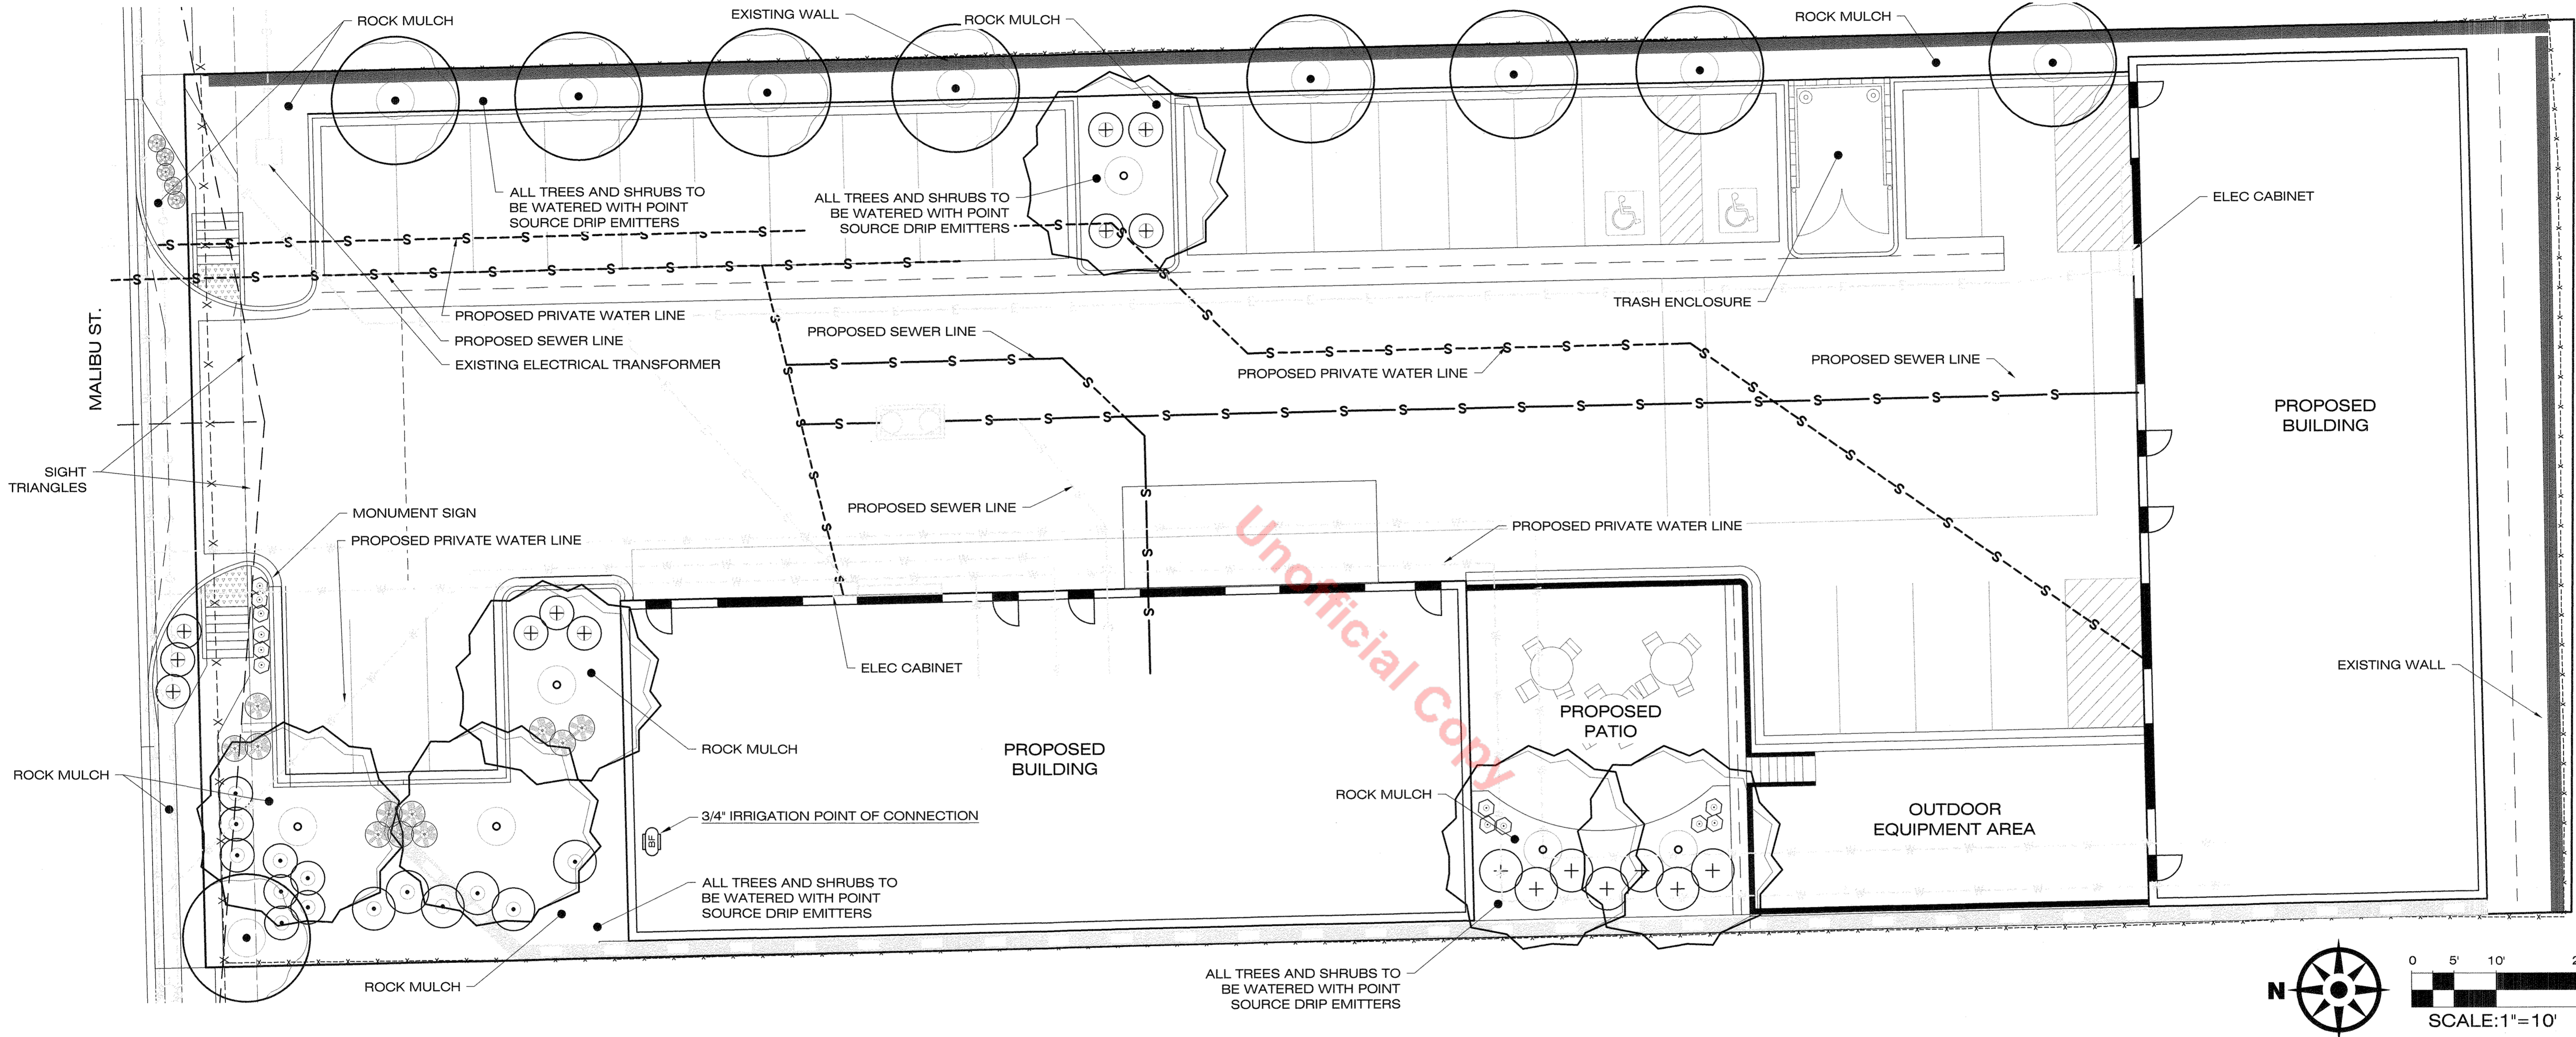 ROCK MULCH
EXISTING WALL
ROCK MULCH
ROCK MULCH
ALL TREES AND SHRUBS TO
BE WATERED WITH POINT
SOURCE DRIP EMITTERS
ALL TREES AND SHRUBS TO
BE WATERED WITH POINT
SOURCE DRIP EMITTERS
ELEC CABINET
TRASH ENCLOSURE
MALIBU ST.
PROPOSED PRIVATE WATER LINE
PROPOSED SEWER LINE
EXISTING ELECTRICAL TRANSFORMER
PROPOSED SEWER LINE
PROPOSED PRIVATE WATER LINE
PROPOSED SEWER LINE
PROPOSED
BUILDING
SIGHT
TRIANGLES
MONUMENT SIGN
PROPOSED PRIVATE WATER LINE
PROPOSED SEWER LINE
PROPOSED PRIVATE WATER LINE
Unofficial Copy
ELEC CABINET
EXISTING WALL
PROPOSED
PATIO
ROCK MULCH
PROPOSED
BUILDING
ROCK MULCH
ROCK MULCH
OUTDOOR
EQUIPMENT AREA
3/4" IRRIGATION POINT OF CONNECTION
BF
ALL TREES AND SHRUBS TO
BE WATERED WITH POINT
SOURCE DRIP EMITTERS
ROCK MULCH
ALL TREES AND SHRUBS TO
BE WATERED WITH POINT
SOURCE DRIP EMITTERS
N
0 5' 10'
SCALE:1"=10'